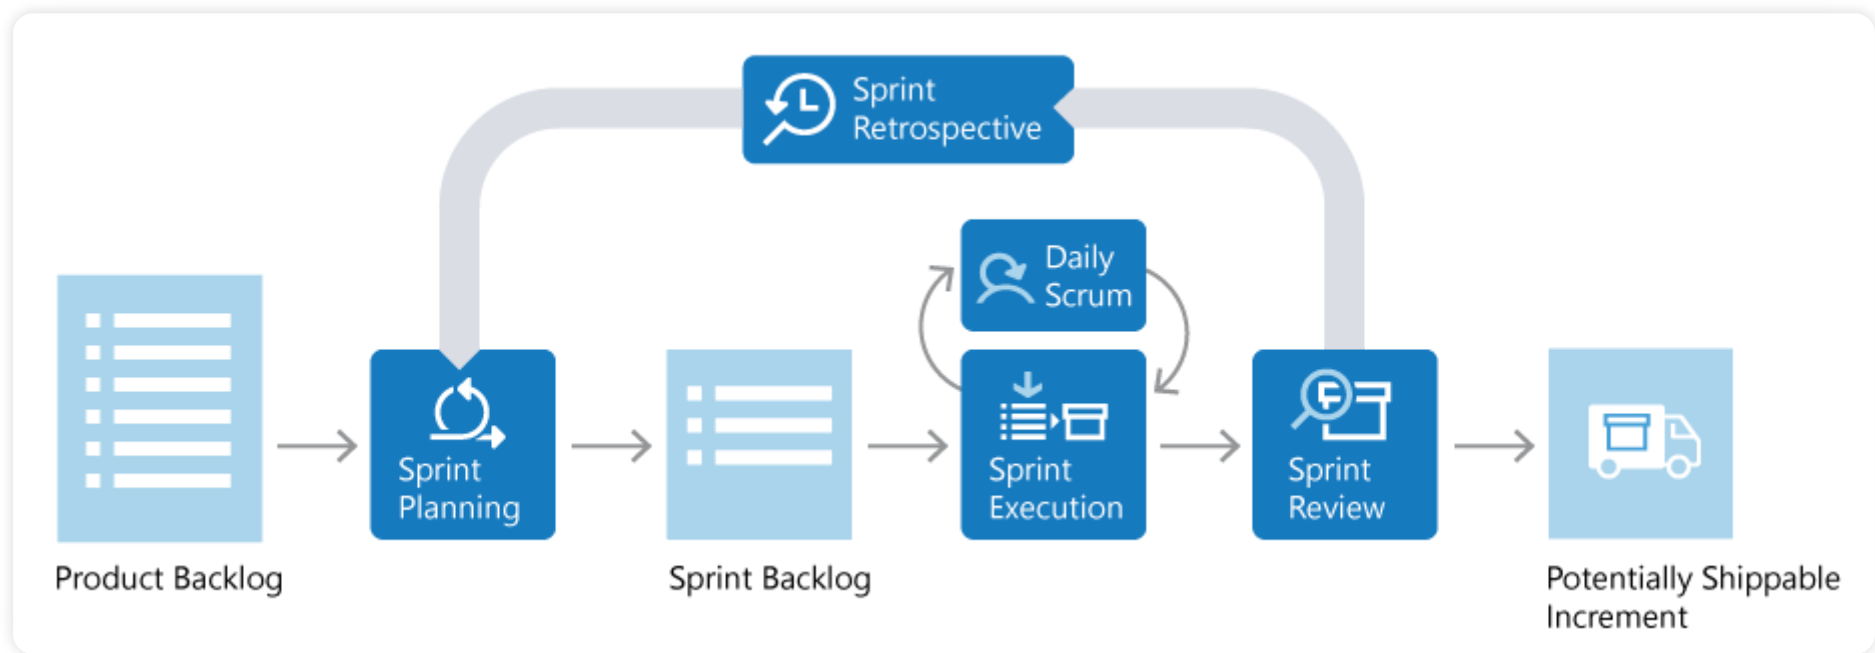 Sprint
Retrospective
Daily
Scrum
Sprint
Planning
Sprint
Execution
Sprint
Review
Product Backlog
Sprint Backlog
Potentially Shippable
Increment